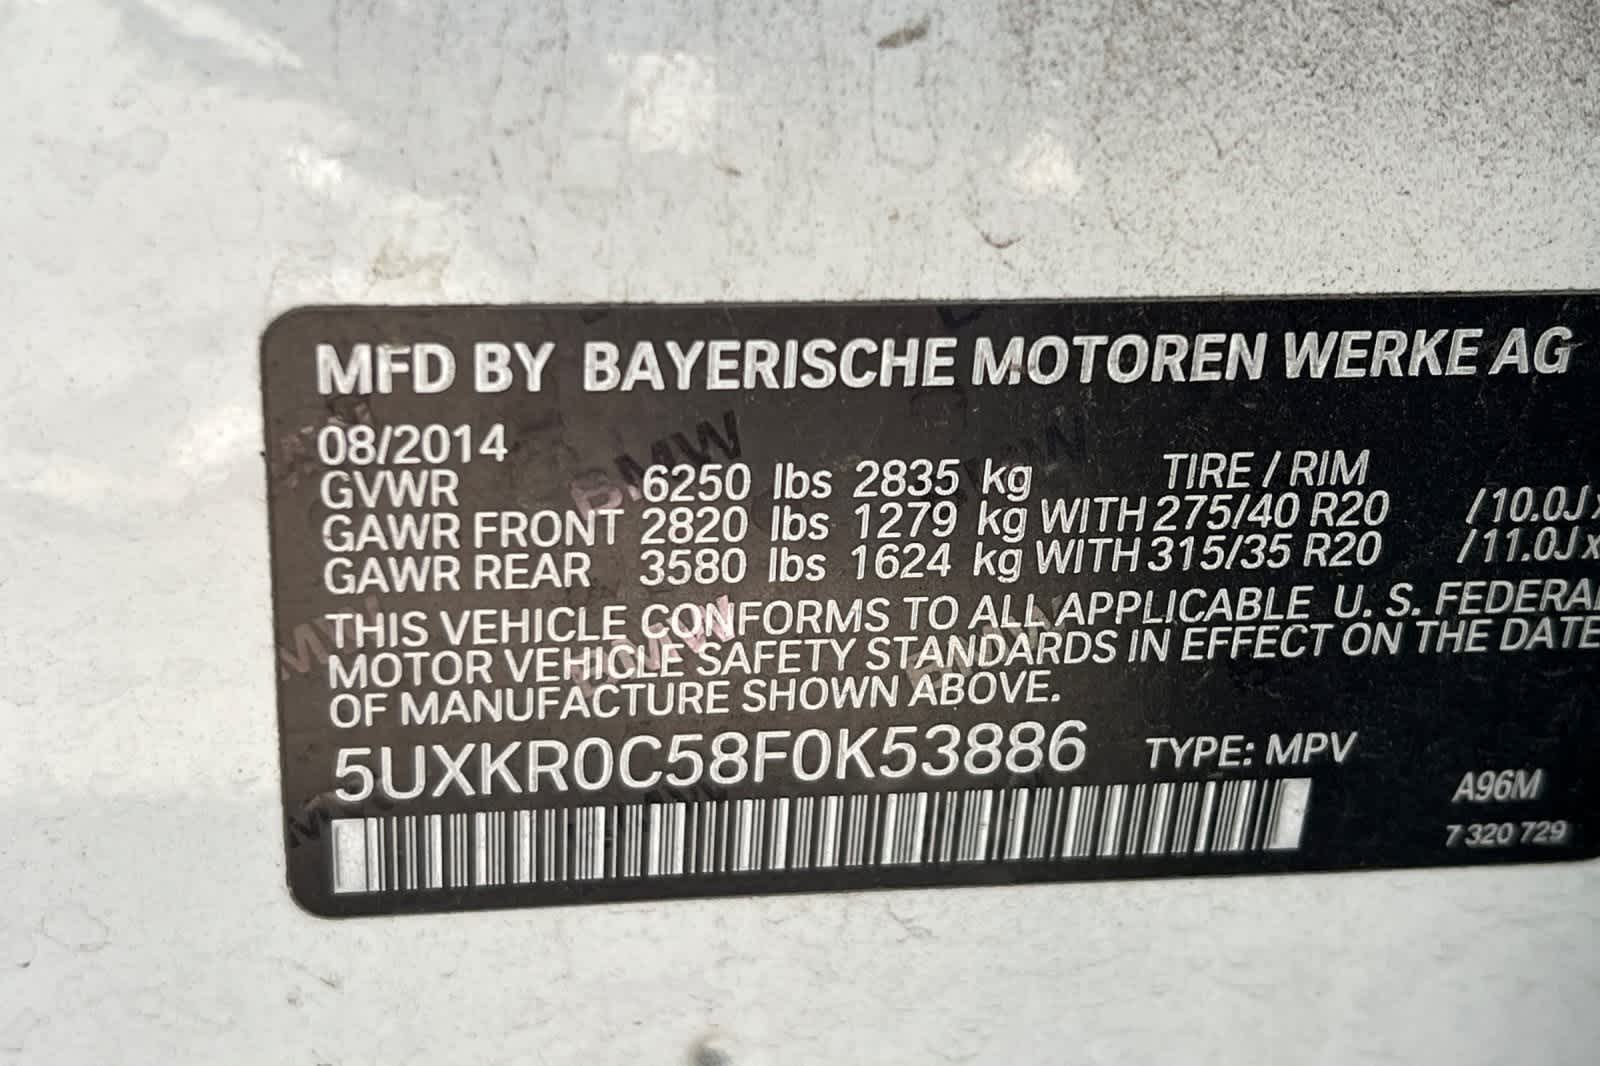 MFD BY BAYERISCHE MOTOREN WERKE AG
08/2014
GVWR 6250 lbs 2835 kg TIRE / RIM
GAWR FRONT 2820 lbs 1279 kg WITH 275/40 R20 /10.0J x
GAWR REAR 3580 lbs 1624 kg WITH 315/35 R20 /11.0J x
THIS VEHICLE CONFORMS TO ALL APPLICABLE U. S. FEDERAL
MOTOR VEHICLE SAFETY STANDARDS IN EFFECT ON THE DATE
OF MANUFACTURE SHOWN ABOVE.
5UXKR0C58F0K53886 TYPE: MPV
A96M
7 320 729